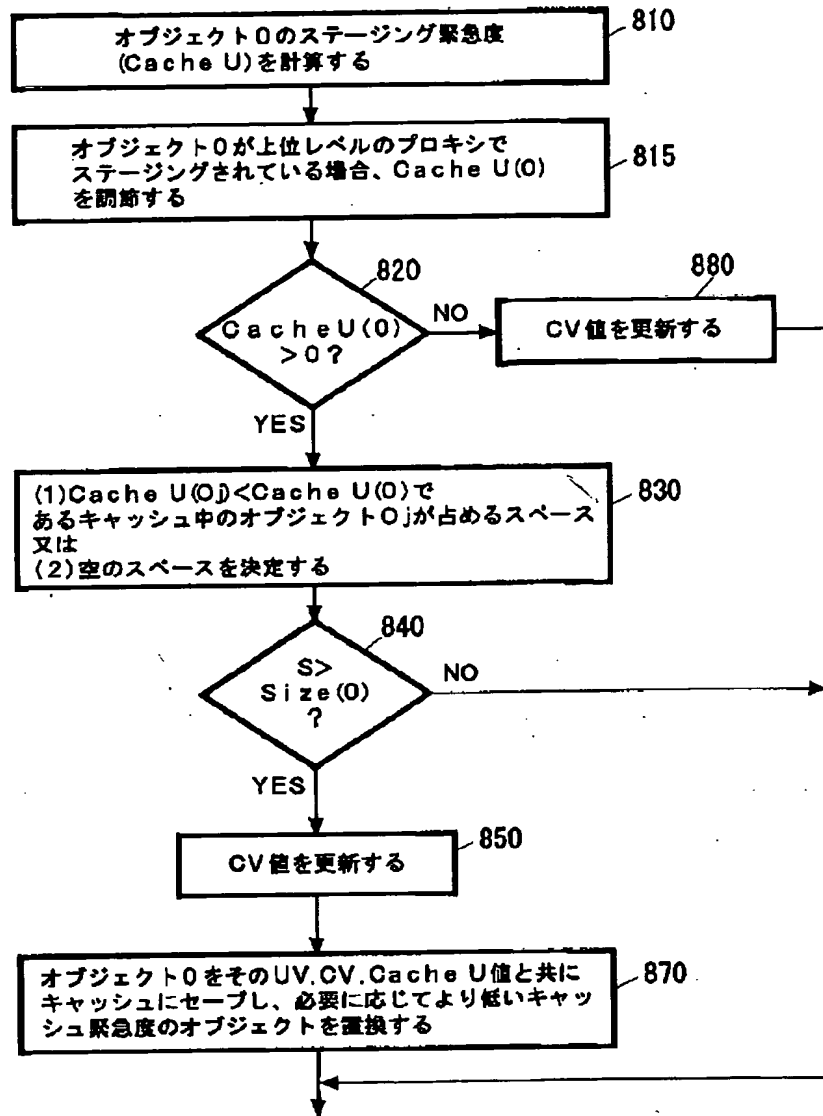 オブジェクトOのステージング緊急度
(Cache U)を計算する
810
オブジェクトOが上位レベルのプロキシで
ステージングされている場合、Cache U(O)
を調節する
815
820
CacheU(O)
>0?
NO
880
CV値を更新する
YES
(1)Cache U(Oj)<Cache U(O)で
あるキャッシュ中のオブジェクトOjが占めるスペース
又は
(2)空のスペースを決定する
830
840
S>
Size(O)
?
NO
YES
CV値を更新する
850
オブジェクトOをそのUV.CV.Cache U値と共に
キャッシュにセーブし、必要に応じてより低いキャッ
シュ緊急度のオブジェクトを置換する
870